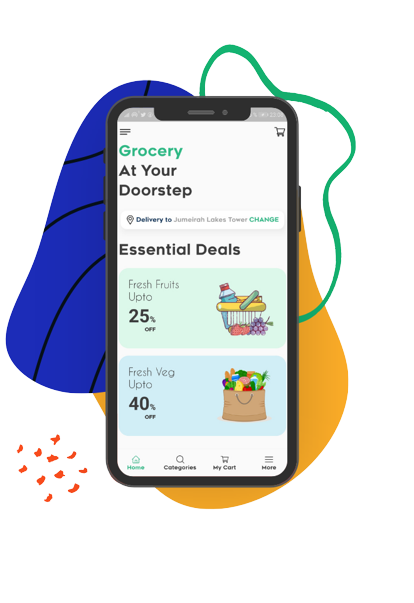 Grocery
At Your
Doorstep
Delivery to Jumeirah Lakes Tower CHANGE
Essential Deals
Fresh Fruits
Upto
25%
OFF
Fresh Veg
Upto
40%
OFF
Home Categories My Cart More